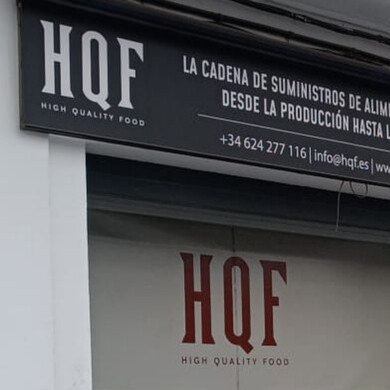 HQF
HIGH QUALITY FOOD
LA CADENA DE SUMINISTROS DE
DESDE LA PRODUCCIÓN HASTA
+34 624 277 116 | info@hqf.es |
HQF
HIGH QUALITY FOOD